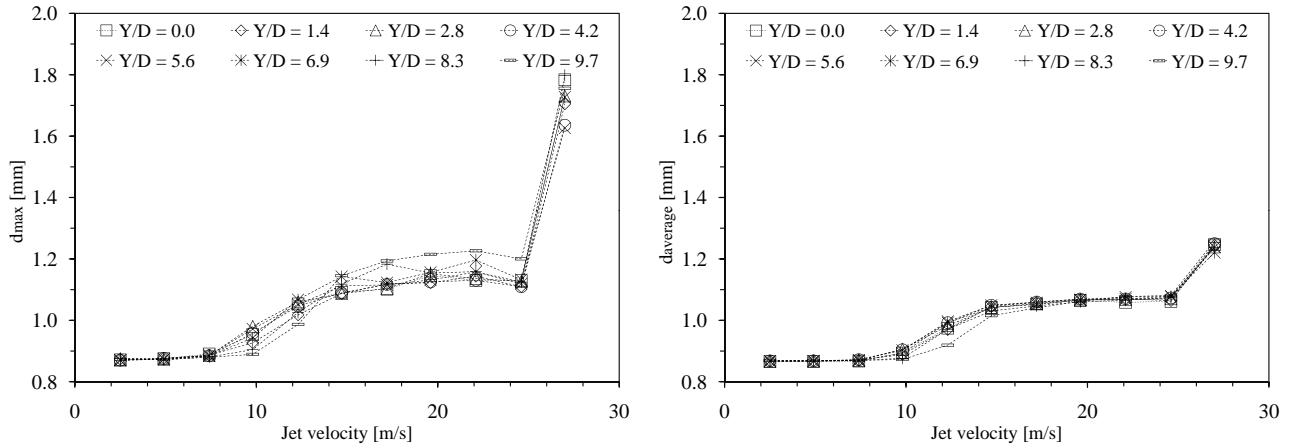 2.0
1.8
1.6
1.4
1.2
1.0
0.8
dmax [mm]
Y/D = 0.0 Y/D = 1.4 Y/D = 2.8 Y/D = 4.2
Y/D = 5.6 Y/D = 6.9 Y/D = 8.3 Y/D = 9.7
0 10 20 30
Jet velocity [m/s]
2.0
1.8
1.6
1.4
1.2
1.0
0.8
daverage [mm]
Y/D = 0.0 Y/D = 1.4 Y/D = 2.8 Y/D = 4.2
Y/D = 5.6 Y/D = 6.9 Y/D = 8.3 Y/D = 9.7
0 10 20 30
Jet velocity [m/s]